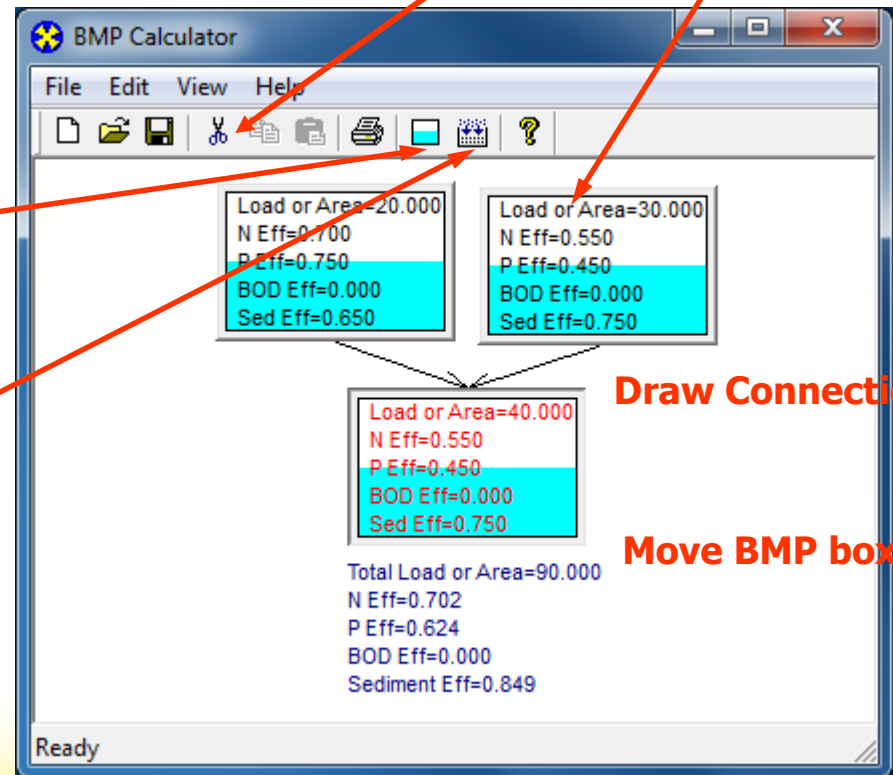 BMP Calculator
File Edit View Help
Load or Area=20.000
N Eff=0.700
P Eff=0.750
BOD Eff=0.000
Sed Eff=0.650
Load or Area=30.000
N Eff=0.550
P Eff=0.450
BOD Eff=0.000
Sed Eff=0.750
Draw Connecti
Load or Area=40.000
N Eff=0.550
P Eff=0.450
BOD Eff=0.000
Sed Eff=0.750
Move BMP box
Total Load or Area=90.000
N Eff=0.702
P Eff=0.624
BOD Eff=0.000
Sediment Eff=0.849
Ready